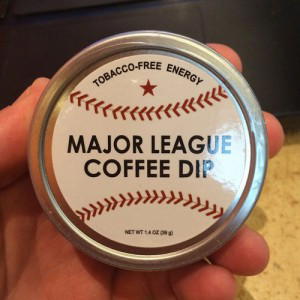 TOBACCO-FREE ENERGY
MAJOR LEAGUE
COFFEE DIP
NET WT 1.4 OZ (39 g)